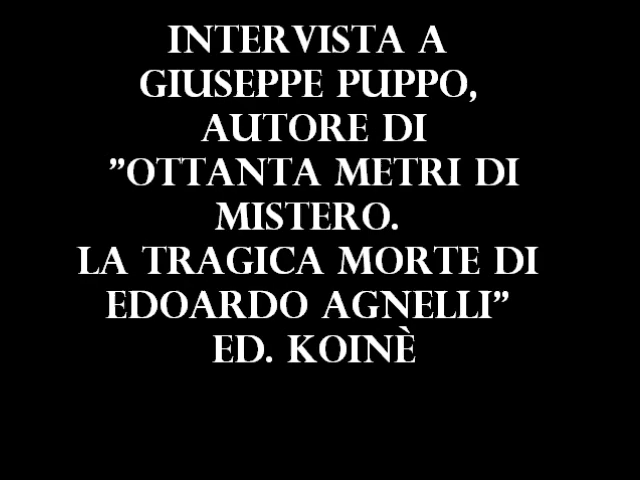 INTERVISTA A
GIUSEPPE PUPPO,
AUTORE DI
”OTTANTA METRI DI
MISTERO.
LA TRAGICA MORTE DI
EDOARDO AGNELLI”
ED. KOINÈ